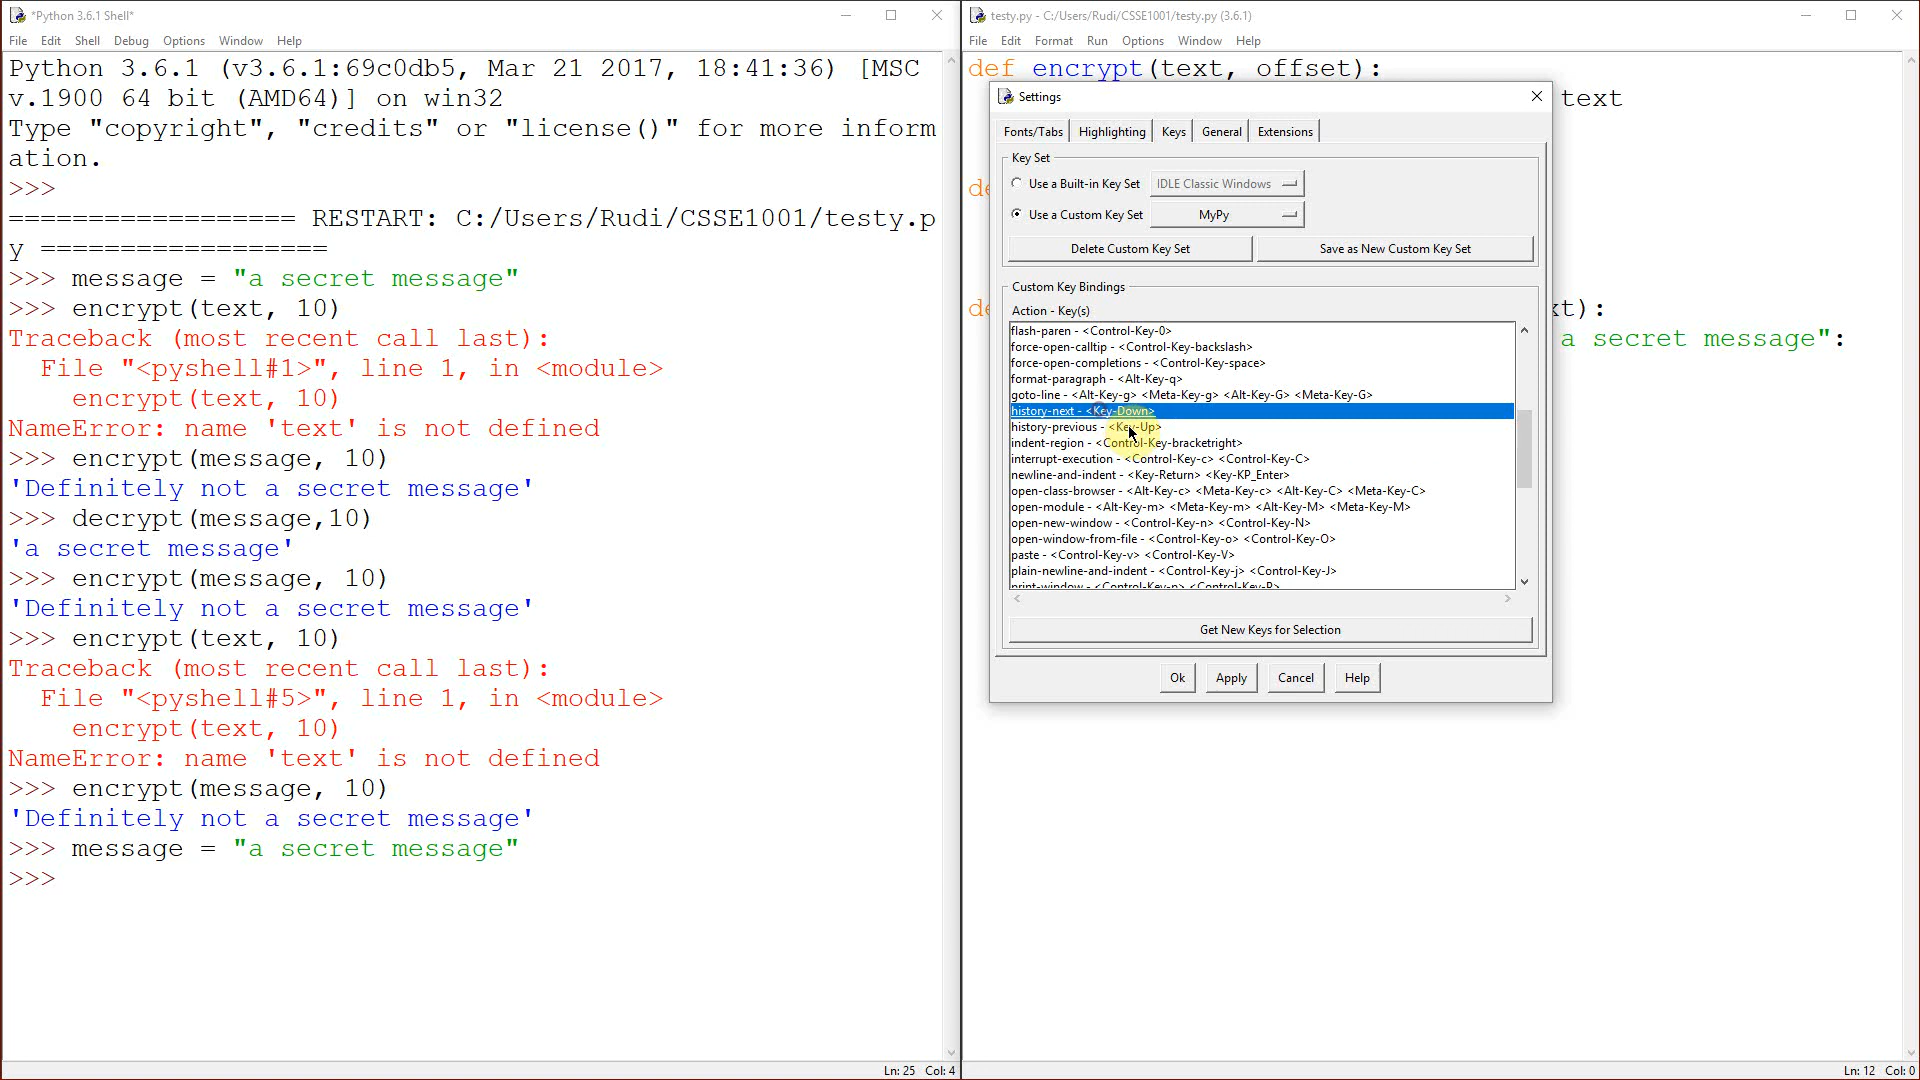 *Python 3.6.1 Shell*
File Edit Shell Debug Options Window Help
Python 3.6.1 (v3.6.1:69c0db5, Mar 21 2017, 18:41:36) [MSC
v.1900 64 bit (AMD64)] on win32
Type "copyright", "credits" or "license()" for more inform
ation.
>>>
================== RESTART: C:/Users/Rudi/CSSE1001/testy.p
y ==================
>>> message = "a secret message"
>>> encrypt(text, 10)
Traceback (most recent call last):
  File "<pyshell#1>", line 1, in <module>
    encrypt(text, 10)
NameError: name 'text' is not defined
>>> encrypt(message, 10)
'Definitely not a secret message'
>>> decrypt(message,10)
'a secret message'
>>> encrypt(message, 10)
'Definitely not a secret message'
>>> encrypt(text, 10)
Traceback (most recent call last):
  File "<pyshell#5>", line 1, in <module>
    encrypt(text, 10)
NameError: name 'text' is not defined
>>> encrypt(message, 10)
'Definitely not a secret message'
>>> message = "a secret message"
>>>
Ln: 25 Col: 4
testy.py - C:/Users/Rudi/CSSE1001/testy.py (3.6.1)
File Edit Format Run Options Window Help
def encrypt(text, offset):
text
de
de
xt):
a secret message":
Settings
Fonts/Tabs Highlighting Keys General Extensions
Key Set
Use a Built-in Key Set IDLE Classic Windows
Use a Custom Key Set MyPy
Delete Custom Key Set Save as New Custom Key Set
Custom Key Bindings
Action - Key(s)
flash-paren - <Control-Key-0>
force-open-calltip - <Control-Key-backslash>
force-open-completions - <Control-Key-space>
format-paragraph - <Alt-Key-q>
goto-line - <Alt-Key-g> <Meta-Key-g> <Alt-Key-G> <Meta-Key-G>
history-next - <Key-Down>
history-previous - <Key-Up>
indent-region - <Control-Key-bracketright>
interrupt-execution - <Control-Key-c> <Control-Key-C>
newline-and-indent - <Key-Return> <Key-KP_Enter>
open-class-browser - <Alt-Key-c> <Meta-Key-c> <Alt-Key-C> <Meta-Key-C>
open-module - <Alt-Key-m> <Meta-Key-m> <Alt-Key-M> <Meta-Key-M>
open-new-window - <Control-Key-n> <Control-Key-N>
open-window-from-file - <Control-Key-o> <Control-Key-O>
paste - <Control-Key-v> <Control-Key-V>
plain-newline-and-indent - <Control-Key-j> <Control-Key-J>
print-window - <Control-Key-p> <Control-Key-P>
Get New Keys for Selection
Ok Apply Cancel Help
Ln: 12 Col: 0